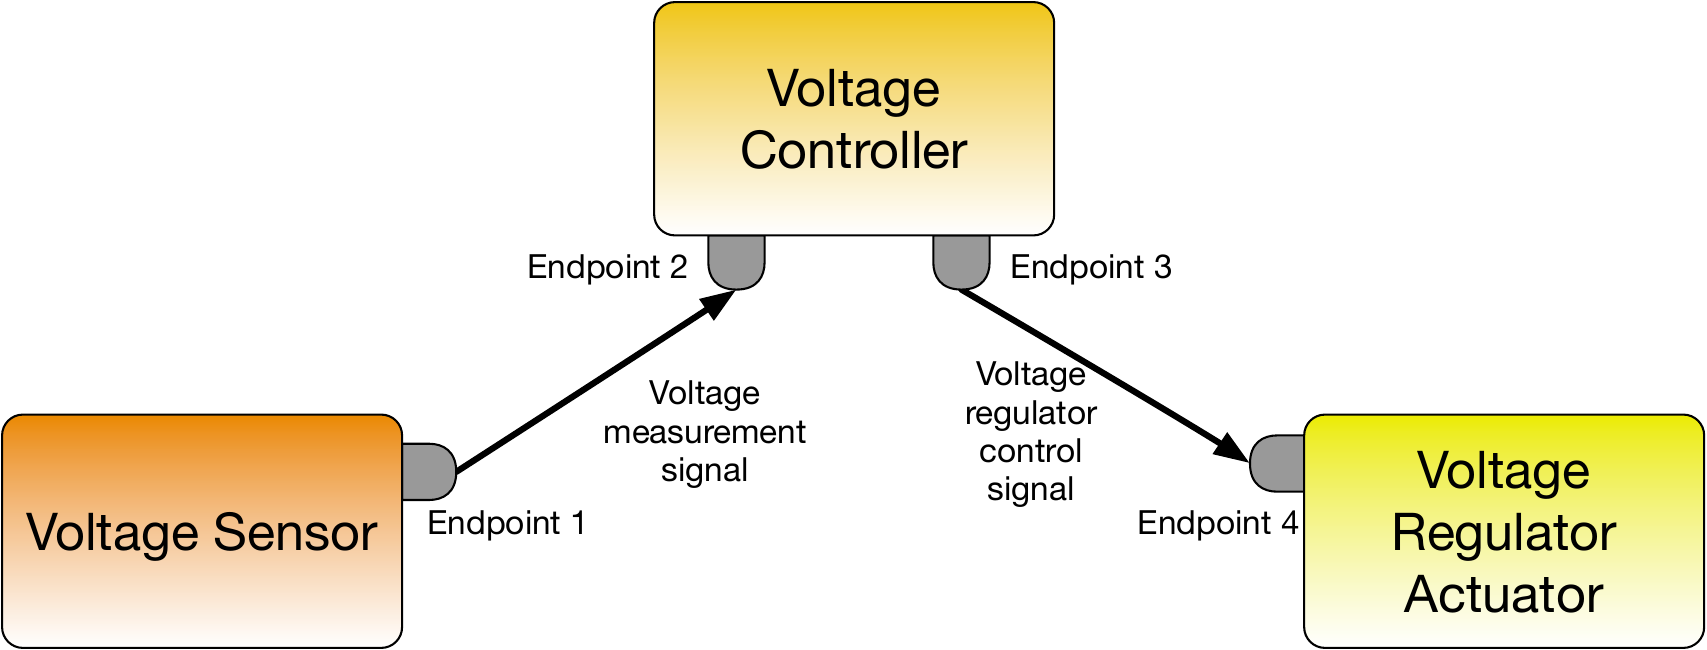 Voltage
Controller
Endpoint 2
Endpoint 3
Voltage
measurement
signal
Voltage
regulator
control
signal
Voltage Sensor
Endpoint 1
Endpoint 4
Voltage
Regulator
Actuator